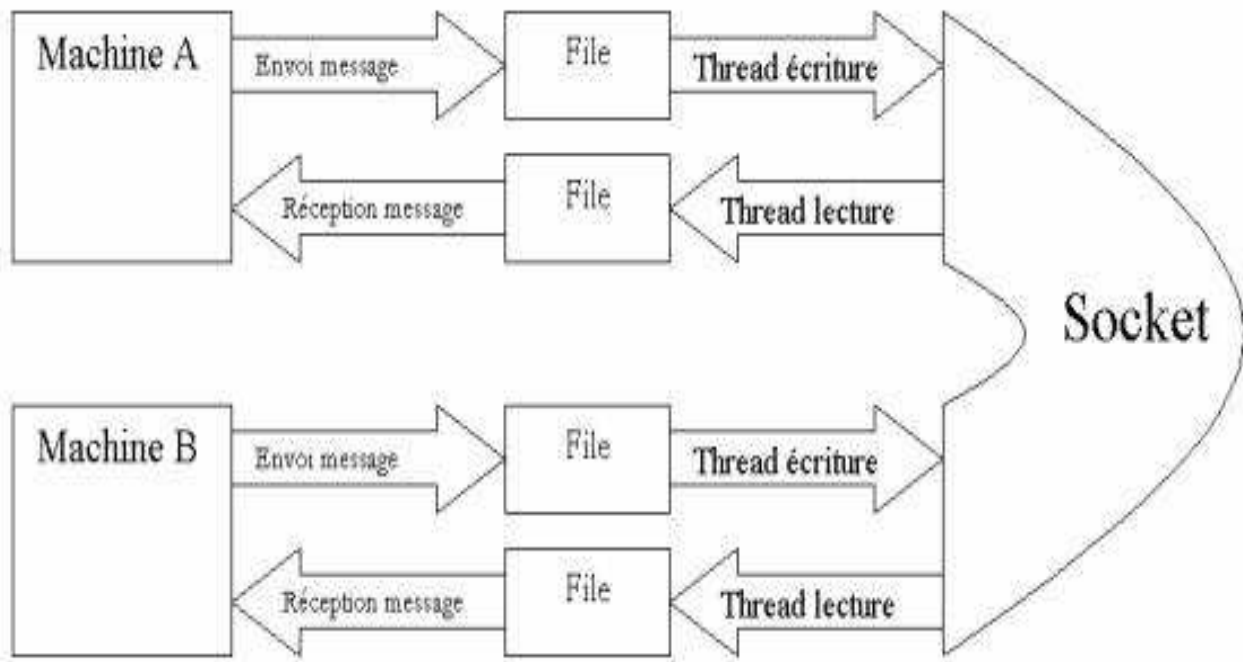 Machine A
Envoi message
File
Thread écriture
Réception message
File
Thread lecture
Socket
Machine B
Envoi message
File
Thread écriture
Réception message
File
Thread lecture